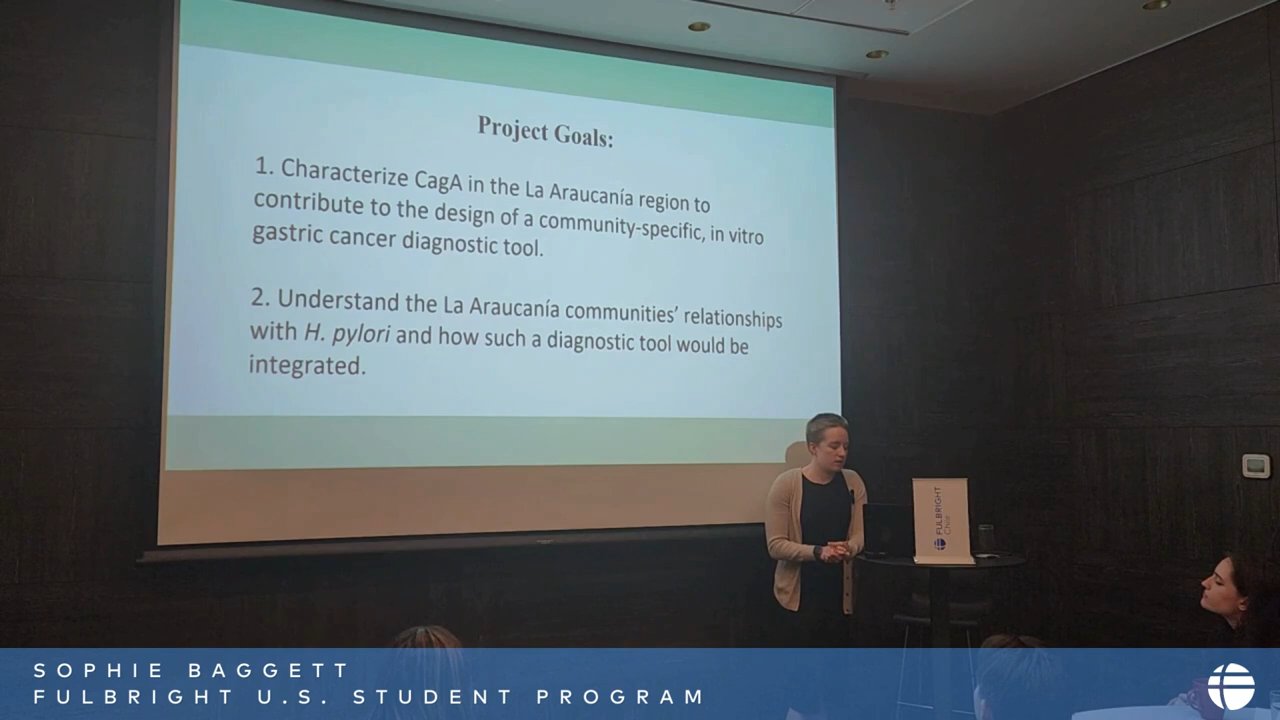 Project Goals:
1. Characterize CagA in the La Araucanía region to
contribute to the design of a community-specific, in vitro
gastric cancer diagnostic tool.
2. Understand the La Araucanía communities' relationships
with H. pylori and how such a diagnostic tool would be
integrated.
FULBRIGHT
Chile
SOPHIE BAGGETT
FULBRIGHT U.S. STUDENT PROGRAM